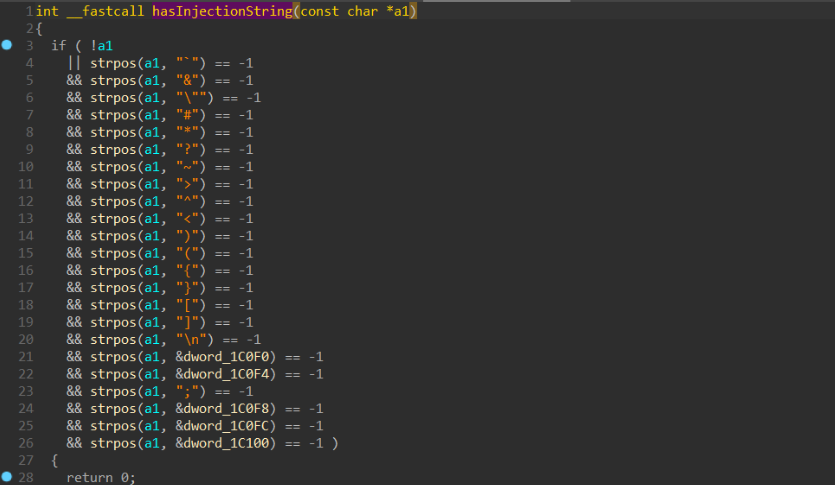 1 int __fastcall hasInjectionString(const char *a1)
2 {
3 if ( !a1
4 || strpos(a1, "`") == -1
5 && strpos(a1, "&") == -1
6 && strpos(a1, "\"") == -1
7 && strpos(a1, "#") == -1
8 && strpos(a1, "*") == -1
9 && strpos(a1, "?") == -1
10 && strpos(a1, "~") == -1
11 && strpos(a1, ">") == -1
12 && strpos(a1, "^") == -1
13 && strpos(a1, "<") == -1
14 && strpos(a1, ")") == -1
15 && strpos(a1, "(") == -1
16 && strpos(a1, "{") == -1
17 && strpos(a1, "}") == -1
18 && strpos(a1, "[") == -1
19 && strpos(a1, "]") == -1
20 && strpos(a1, "\n") == -1
21 && strpos(a1, &dword_1C0F0) == -1
22 && strpos(a1, &dword_1C0F4) == -1
23 && strpos(a1, ";") == -1
24 && strpos(a1, &dword_1C0F8) == -1
25 && strpos(a1, &dword_1C0FC) == -1
26 && strpos(a1, &dword_1C100) == -1 )
27 {
28 return 0;